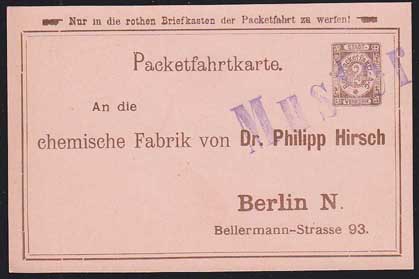 Nur in die rothen Briefkasten der Packetfahrt zu werfen!
Packetfahrtkarte.
MUSTER
An die
chemische Fabrik von Dr. Philipp Hirsch
Berlin N.
Bellermann-Strasse 93.